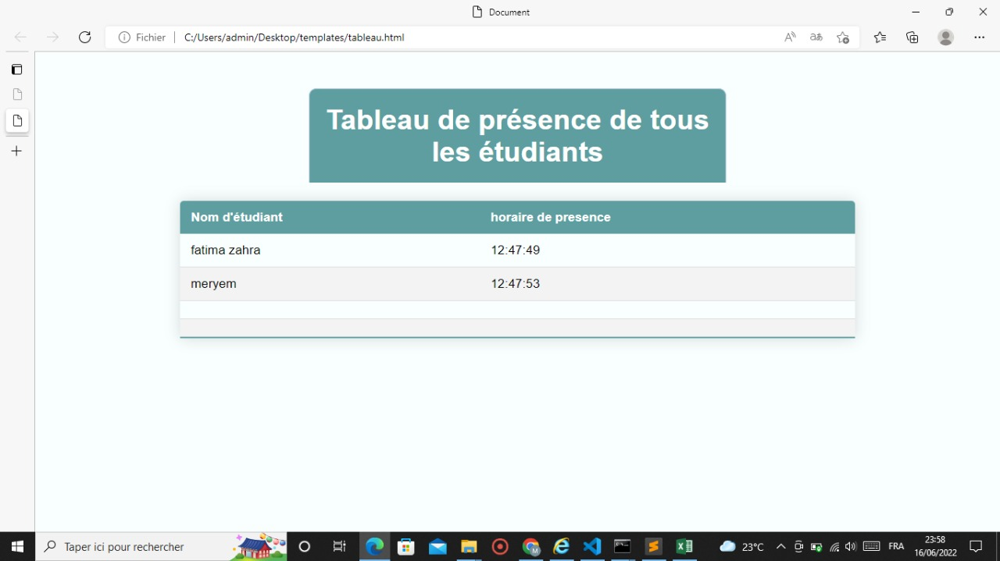 Document
Fichier C:/Users/admin/Desktop/templates/tableau.html
Tableau de présence de tous
les étudiants
Nom d'étudiant horaire de presence
fatima zahra 12:47:49
meryem 12:47:53
Taper ici pour rechercher
23°C
FRA
23:58
16/06/2022